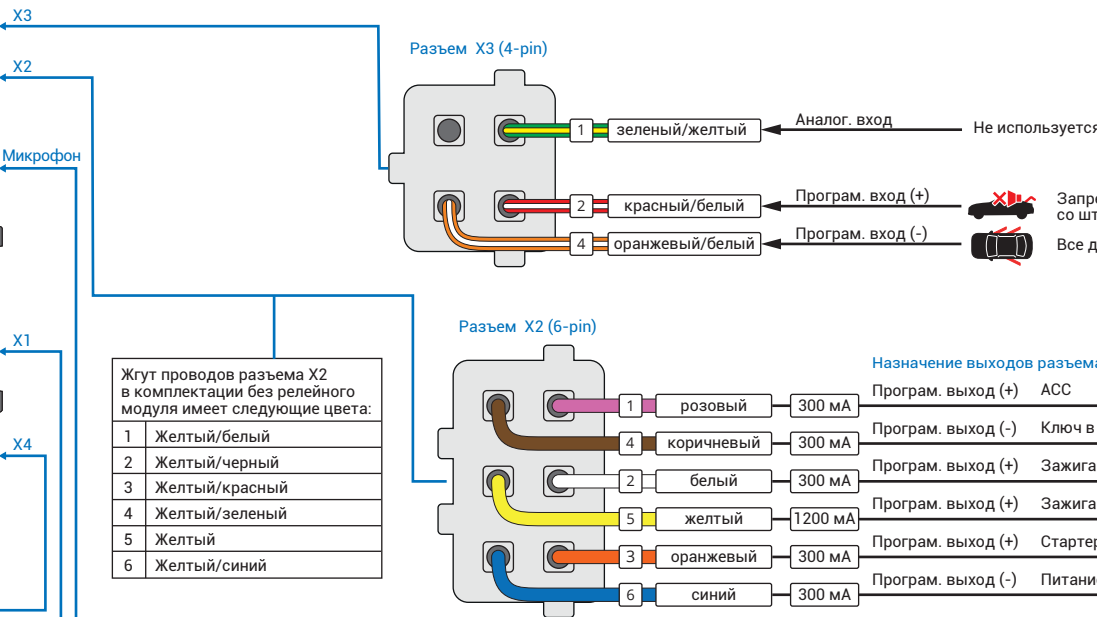 X3
Разъем X3 (4-pin)
X2
1 зеленый/желтый Аналог. вход Не используется
Микрофон
2 красный/белый Програм. вход (+) Запре
со шт
4 оранжевый/белый Програм. вход (-) Все д
Разъем X2 (6-pin)
X1
Жгут проводов разъема X2
в комплектации без релейного
модуля имеет следующие цвета:
1 Желтый/белый
2 Желтый/черный
3 Желтый/красный
4 Желтый/зеленый
5 Желтый
6 Желтый/синий
X4
Назначение выходов разъема
1 розовый 300 мА Програм. выход (+) ACC
4 коричневый 300 мА Програм. выход (-) Ключ в
2 белый 300 мА Програм. выход (+) Зажига
5 желтый 1200 мА Програм. выход (+) Зажига
3 оранжевый 300 мА Програм. выход (+) Стартер
6 синий 300 мА Програм. выход (-) Питание